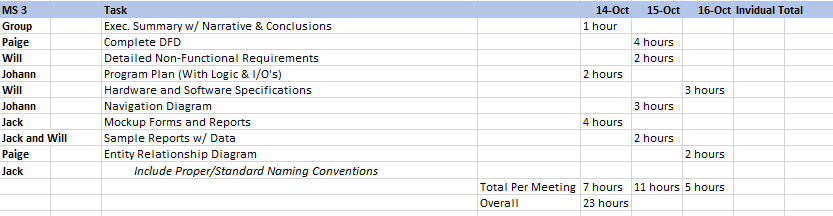 MS 3 Task 14-Oct 15-Oct 16-Oct Invidual Total
Group Exec. Summary w/ Narrative & Conclusions 1 hour
Paige Complete DFD 4 hours
Will Detailed Non-Functional Requirements 2 hours
Johann Program Plan (With Logic & I/O's) 2 hours
Will Hardware and Software Specifications 3 hours
Johann Navigation Diagram 3 hours
Jack Mockup Forms and Reports 4 hours
Jack and Will Sample Reports w/ Data 2 hours
Paige Entity Relationship Diagram 2 hours
Jack Include Proper/Standard Naming Conventions
Total Per Meeting 7 hours 11 hours 5 hours
Overall 23 hours